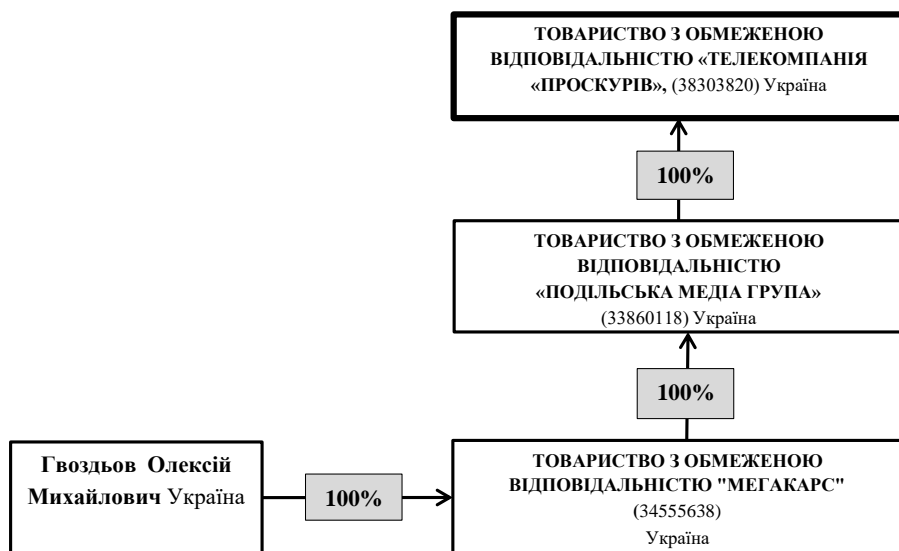 ТОВАРИСТВО З ОБМЕЖЕНОЮ
ВІДПОВІДАЛЬНІСТЮ «ТЕЛЕКОМПАНІЯ
«ПРОСКУРІВ», (38303820) Україна
100%
ТОВАРИСТВО З ОБМЕЖЕНОЮ
ВІДПОВІДАЛЬНІСТЮ
«ПОДІЛЬСЬКА МЕДІА ГРУПА»
(33860118) Україна
100%
Гвоздьов Олексій
Михайлович Україна
100%
ТОВАРИСТВО З ОБМЕЖЕНОЮ
ВІДПОВІДАЛЬНІСТЮ "МЕГАКАРС"
(34555638)
Україна